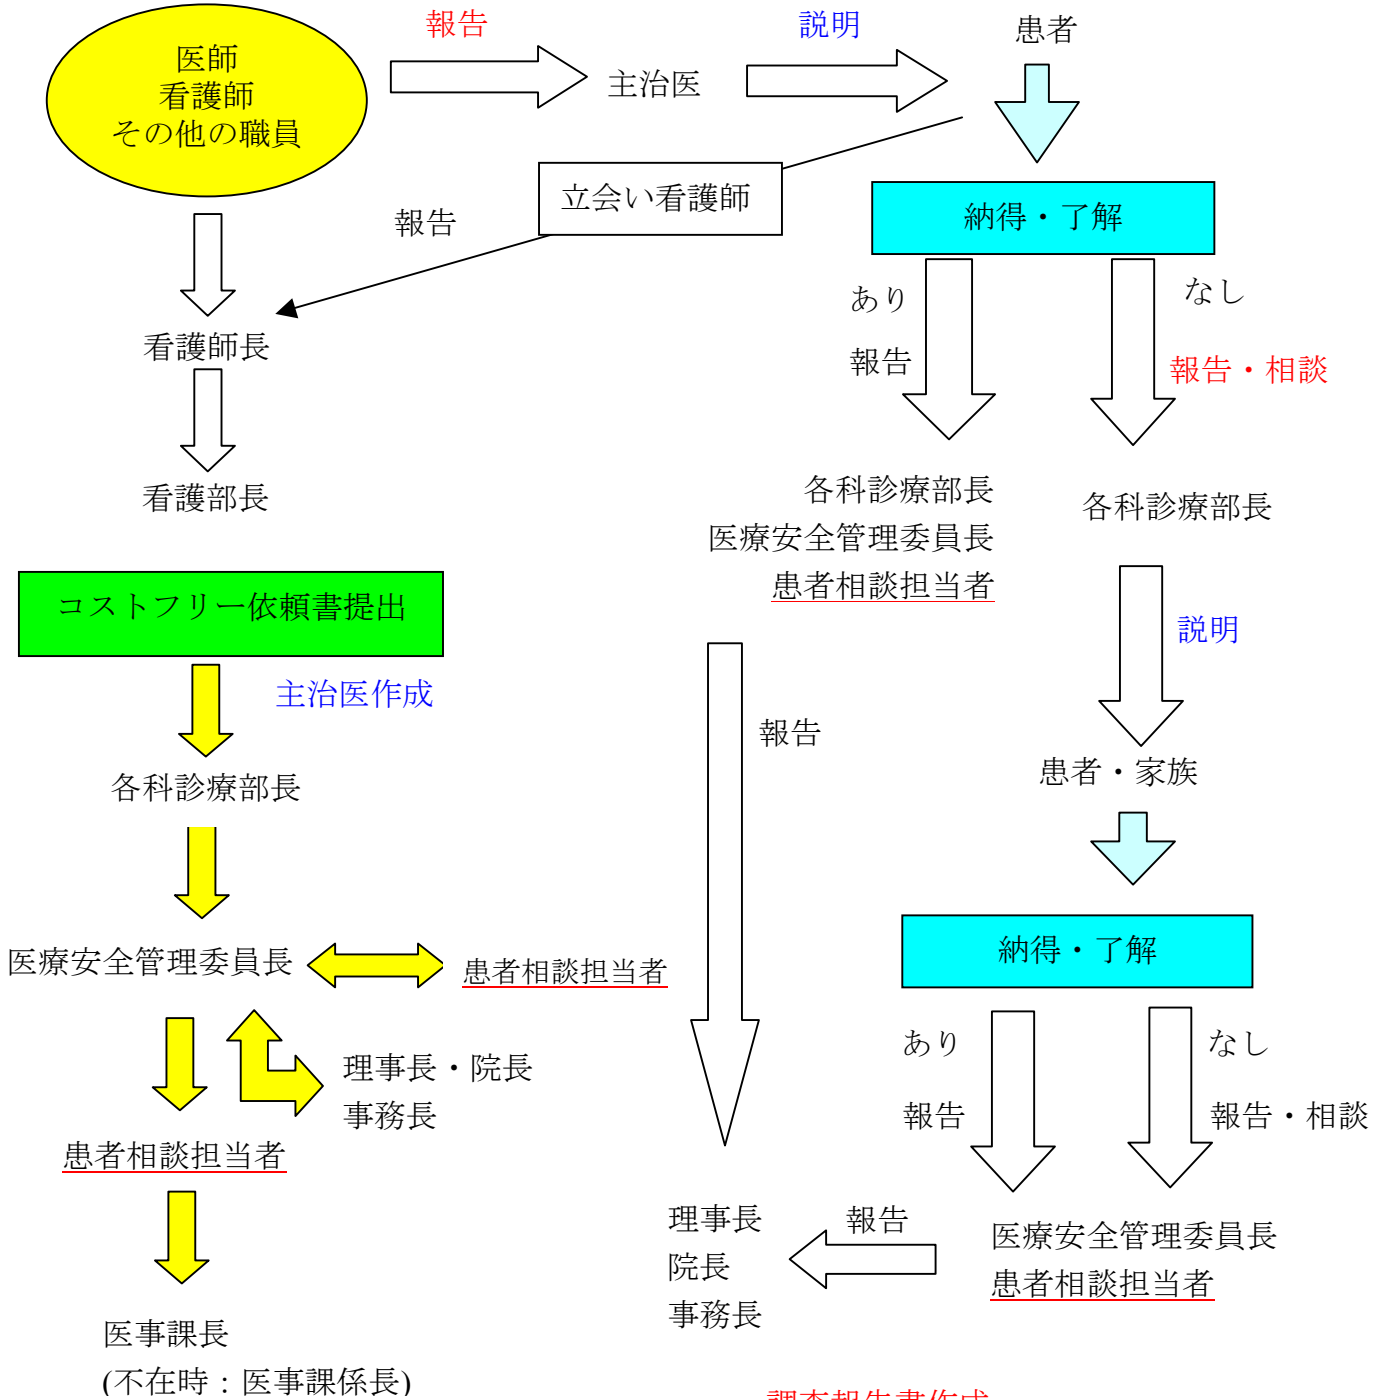 報告
説明
患者
医師
看護師
その他の職員
主治医
立会い看護師
報告
納得・了解
あり
なし
報告
報告・相談
看護師長
看護部長
各科診療部長
医療安全管理委員長
患者相談担当者
各科診療部長
コストフリー依頼書提出
説明
主治医作成
報告
各科診療部長
患者・家族
医療安全管理委員長
患者相談担当者
納得・了解
理事長・院長
事務長
あり
なし
報告
報告・相談
患者相談担当者
理事長
院長
事務長
報告
医療安全管理委員長
患者相談担当者
医事課長
(不在時：医事課係長)
調査報告書作成